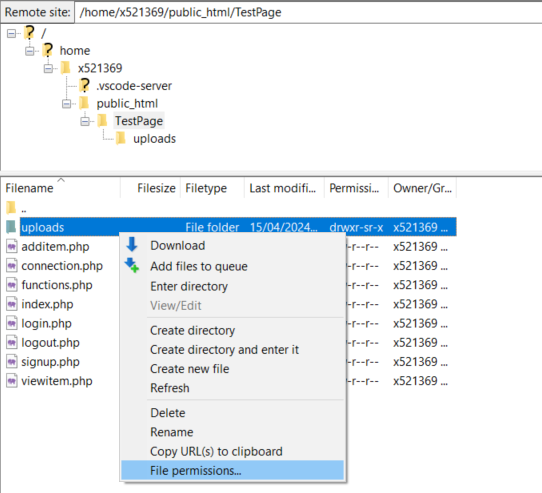 Remote site: /home/x521369/public_html/TestPage
? /
? home
x521369
? .vscode-server
public_html
TestPage
uploads
Filename Filesize Filetype Last modifi... Permissi... Owner/Gr...
..
uploads File folder 15/04/2024... drwxr-sr-x x521369 ...
additem.php -r--r-- x521369 ...
connection.php -r--r-- x521369 ...
functions.php -r--r-- x521369 ...
index.php -r--r-- x521369 ...
login.php -r--r-- x521369 ...
logout.php -r--r-- x521369 ...
signup.php -r--r-- x521369 ...
viewitem.php -r--r-- x521369 ...
Download
Add files to queue
Enter directory
View/Edit
Create directory
Create directory and enter it
Create new file
Refresh
Delete
Rename
Copy URL(s) to clipboard
File permissions...